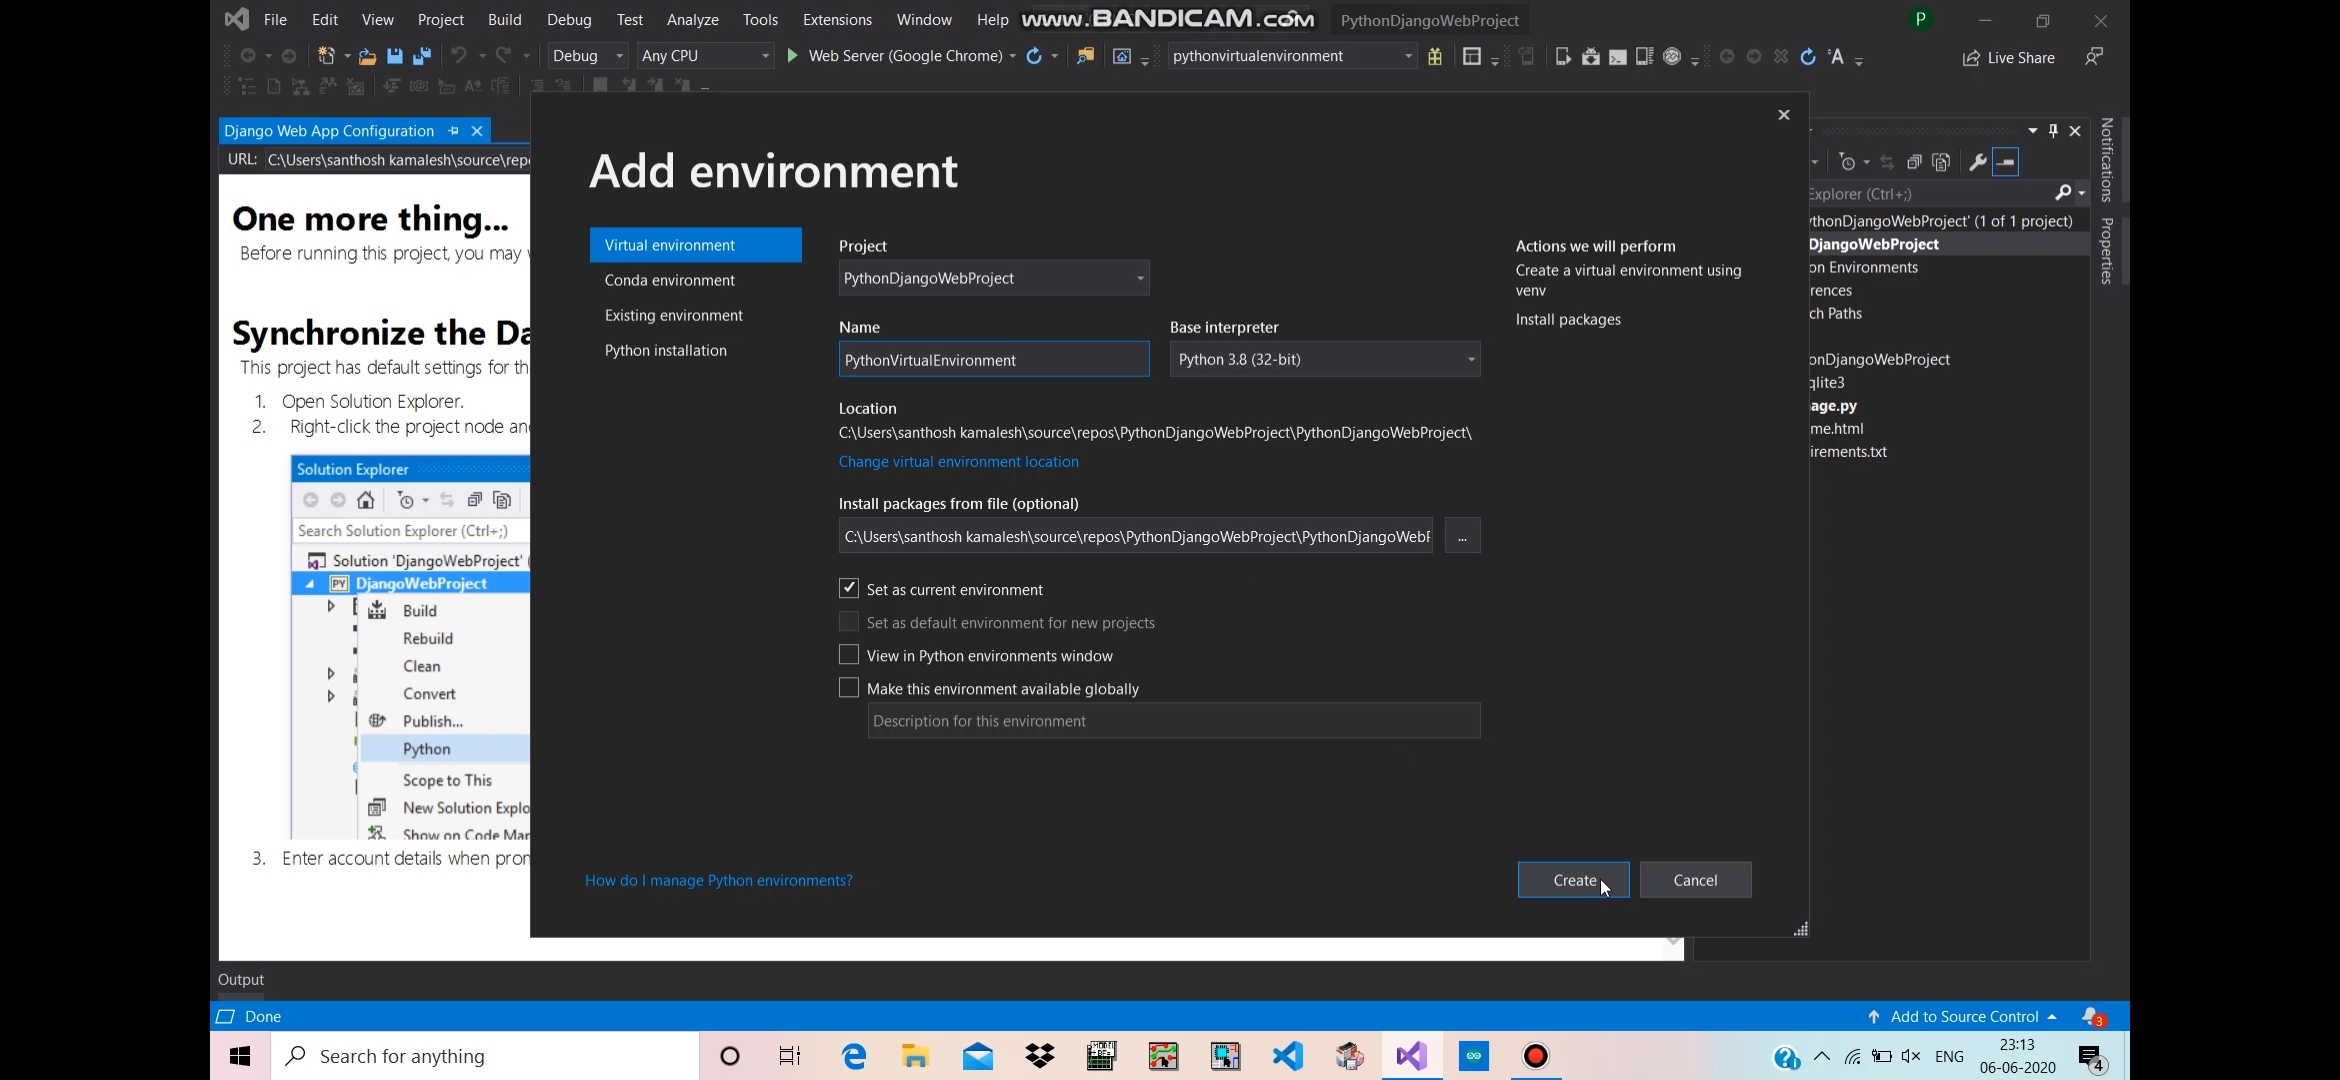 File Edit View Project Build Debug Test Analyze Tools Extensions Window Help www.BANDICAM.com PythonDjangoWebProject P
Debug Any CPU Web Server (Google Chrome) pythonvirtualenvironment Live Share
Django Web App Configuration
URL: C:\Users\santhosh kamalesh\source\repo
One more thing...
Before running this project, you may
Synchronize the Da
This project has default settings for th
1. Open Solution Explorer.
2. Right-click the project node an
Solution Explorer
Search Solution Explorer (Ctrl+;)
Solution 'DjangoWebProject' (
PY DjangoWebProject
Build
Rebuild
Clean
Convert
Publish...
Python
Scope to This
New Solution Explo
Show on Code Map
3. Enter account details when pron
Add environment
Virtual environment
Conda environment
Existing environment
Python installation
Project
PythonDjangoWebProject
Name Base interpreter
PythonVirtualEnvironment Python 3.8 (32-bit)
Location
C:\Users\santhosh kamalesh\source\repos\PythonDjangoWebProject\PythonDjangoWebProject\
Change virtual environment location
Install packages from file (optional)
C:\Users\santhosh kamalesh\source\repos\PythonDjangoWebProject\PythonDjangoWebP ...
Set as current environment
Set as default environment for new projects
View in Python environments window
Make this environment available globally
Description for this environment
Actions we will perform
Create a virtual environment using
venv
Install packages
How do I manage Python environments?
Create Cancel
Explorer (Ctrl+;)
ythonDjangoWebProject' (1 of 1 project)
DjangoWebProject
on Environments
rences
ch Paths
onDjangoWebProject
qlite3
age.py
me.html
irements.txt
Notifications
Properties
Output
Done Add to Source Control 3
Search for anything ENG 23:13
06-06-2020 4